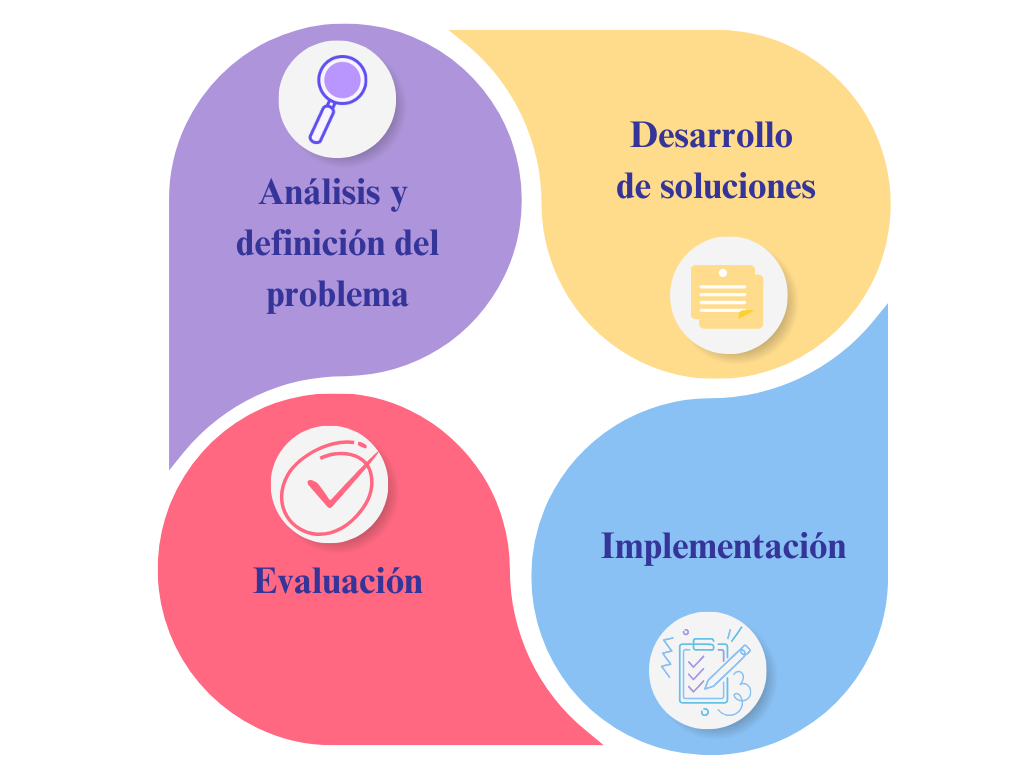 Análisis y
definición del
problema
Desarrollo
de soluciones
Evaluación
Implementación